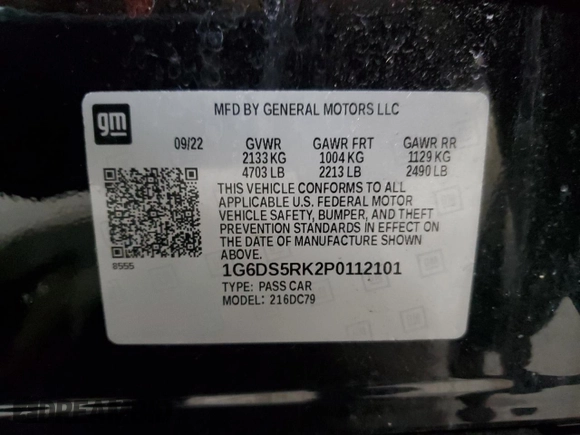 gm
MFD BY GENERAL MOTORS LLC
09/22 GVWR GAWR FRT GAWR RR
2133 KG 1004 KG 1129 KG
4703 LB 2213 LB 2490 LB
THIS VEHICLE CONFORMS TO ALL
APPLICABLE U.S. FEDERAL MOTOR
VEHICLE SAFETY, BUMPER, AND THEFT
PREVENTION STANDARDS IN EFFECT ON
THE DATE OF MANUFACTURE SHOWN
ABOVE.
8555
1G6DS5RK2P0112101
TYPE: PASS CAR
MODEL: 216DC79